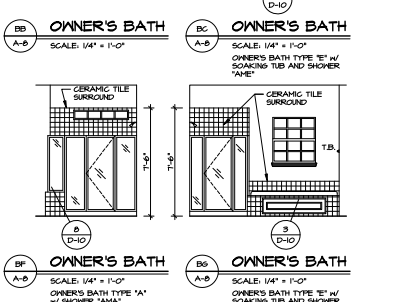 D-10
BB
A-8
OWNER'S BATH
SCALE: 1/4" = 1'-0"
BC
A-8
OWNER'S BATH
SCALE: 1/4" = 1'-0"
OWNER'S BATH TYPE "E" W/
SOAKING TUB AND SHOWER
"AME"
CERAMIC TILE
SURROUND
7'-6"
8
D-10
CERAMIC TILE
SURROUND
7'-6"
T.B.
3
D-10
BF
A-8
OWNER'S BATH
SCALE: 1/4" = 1'-0"
OWNER'S BATH TYPE "A"
W/ SHOWER "AMA"
BG
A-8
OWNER'S BATH
SCALE: 1/4" = 1'-0"
OWNER'S BATH TYPE "E" W/
SOAKING TUB AND SHOWER